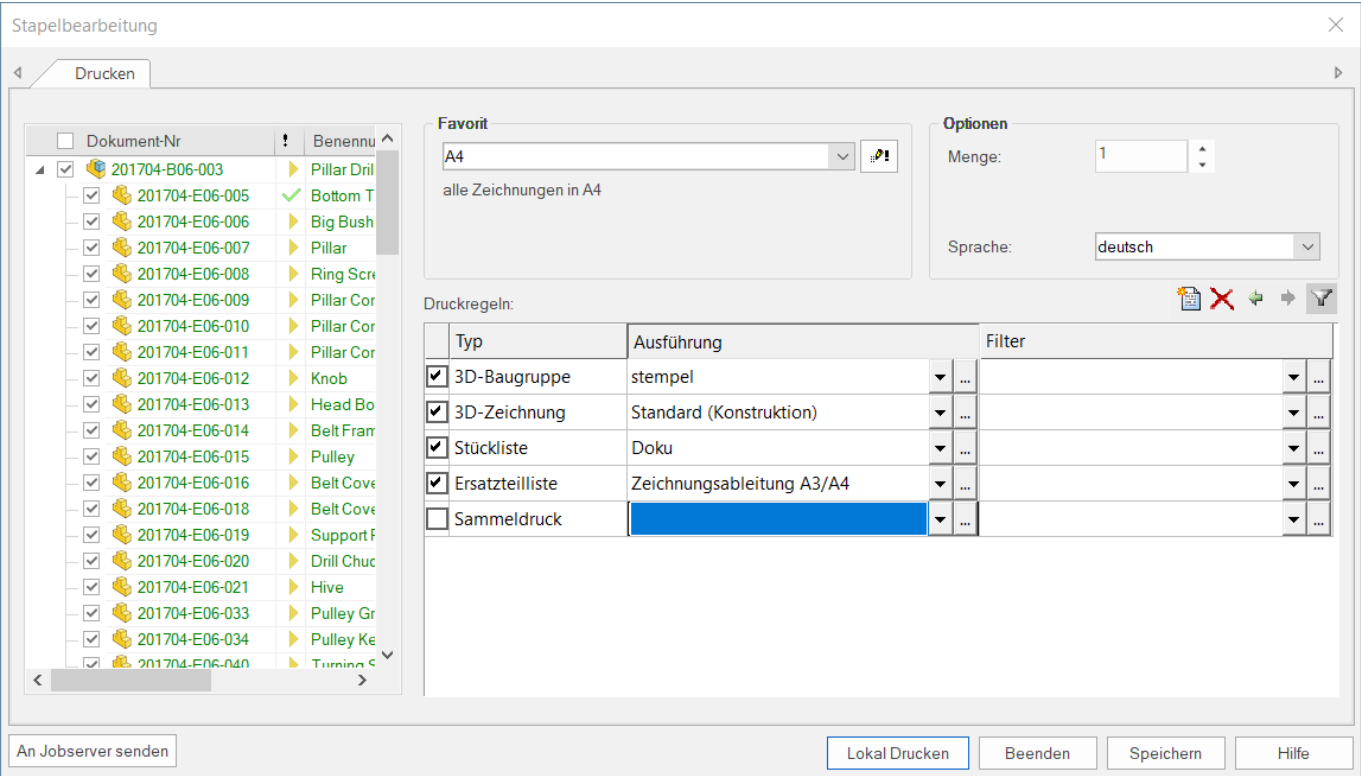 Stapelbearbeitung
Drucken
Dokument-Nr ! Benennu
201704-B06-003 Pillar Dril
201704-E06-005 Bottom T
201704-E06-006 Big Bush
201704-E06-007 Pillar
201704-E06-008 Ring Scre
201704-E06-009 Pillar Cor
201704-E06-010 Pillar Cor
201704-E06-011 Pillar Cor
201704-E06-012 Knob
201704-E06-013 Head Bo
201704-E06-014 Belt Fram
201704-E06-015 Pulley
201704-E06-016 Belt Cove
201704-E06-018 Belt Cove
201704-E06-019 Support F
201704-E06-020 Drill Chuc
201704-E06-021 Hive
201704-E06-033 Pulley Gr
201704-E06-034 Pulley Ke
201704-E06-040 Turning S
Favorit
A4
alle Zeichnungen in A4
Optionen
Menge: 1
Sprache: deutsch
Druckregeln:
Typ Ausführung Filter
3D-Baugruppe stempel ... ...
3D-Zeichnung Standard (Konstruktion) ... ...
Stückliste Doku ... ...
Ersatzteilliste Zeichnungsableitung A3/A4 ... ...
Sammeldruck ... ...
An Jobserver senden Lokal Drucken Beenden Speichern Hilfe